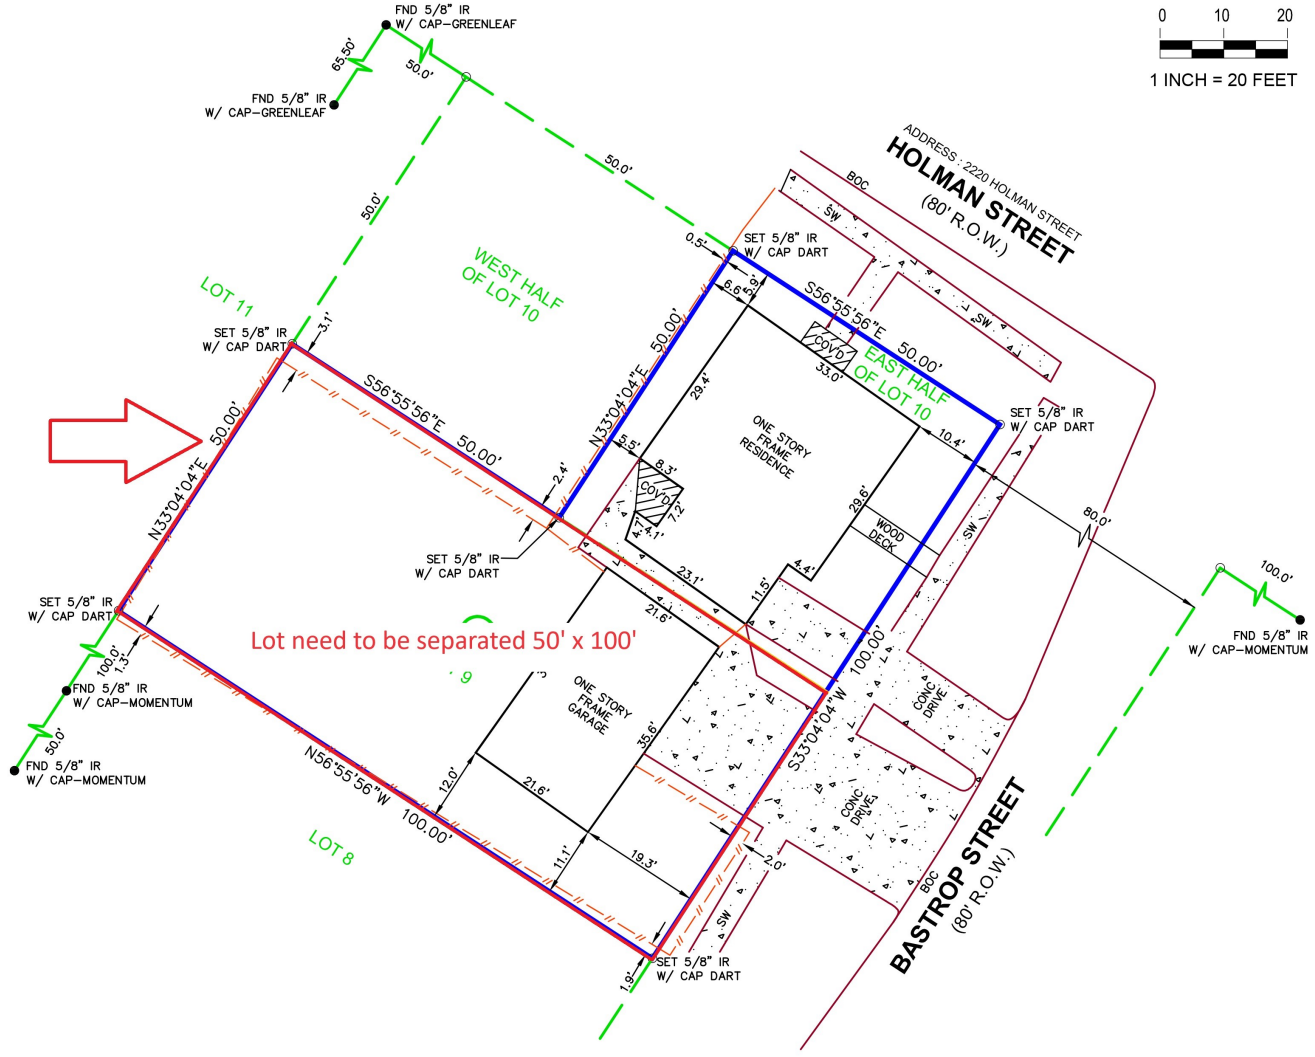 FND 5/8" IR
W/ CAP-GREENLEAF
65.50'
50.0'
FND 5/8" IR
W/ CAP-GREENLEAF
0 10 20
1 INCH = 20 FEET
ADDRESS : 2220 HOLMAN STREET
HOLMAN STREET
(80' R.O.W.)
BOC
SW
50.0'
50.0'
SET 5/8" IR
W/ CAP DART
0.5'
5.9'
6.6'
WEST HALF
OF LOT 10
LOT 11
SET 5/8" IR
W/ CAP DART
3.1'
S56°55'56"E 50.00'
N33°04'04"E 50.00'
COV'D
EAST HALF
OF LOT 10
33.0'
29.4'
SW
SET 5/8" IR
W/ CAP DART
10.4'
ONE STORY
FRAME
RESIDENCE
S56°55'56"E 50.00'
N33°04'04"E 50.00'
5.5'
8.3'
COV'D
7.2'
4.7'
4.1'
2.4'
29.6'
WOOD
DECK
SW
80.0'
100.0'
FND 5/8" IR
W/ CAP-MOMENTUM
SET 5/8" IR
W/ CAP DART
23.1'
4.4'
11.5'
21.6'
SET 5/8" IR
W/ CAP DART
100.0'
1.3'
Lot need to be separated 50' x 100'
9
FND 5/8" IR
W/ CAP-MOMENTUM
50.0'
FND 5/8" IR
W/ CAP-MOMENTUM
ONE STORY
FRAME
GARAGE
35.6'
S33°04'04"W 100.00'
CONC
DRIVE
CONC
DRIVE
N56°55'56"W 100.00'
12.0'
21.6'
11.1'
19.3'
2.0'
LOT 8
SW
BOC
BASTROP STREET
(80' R.O.W.)
SET 5/8" IR
W/ CAP DART
1.9'